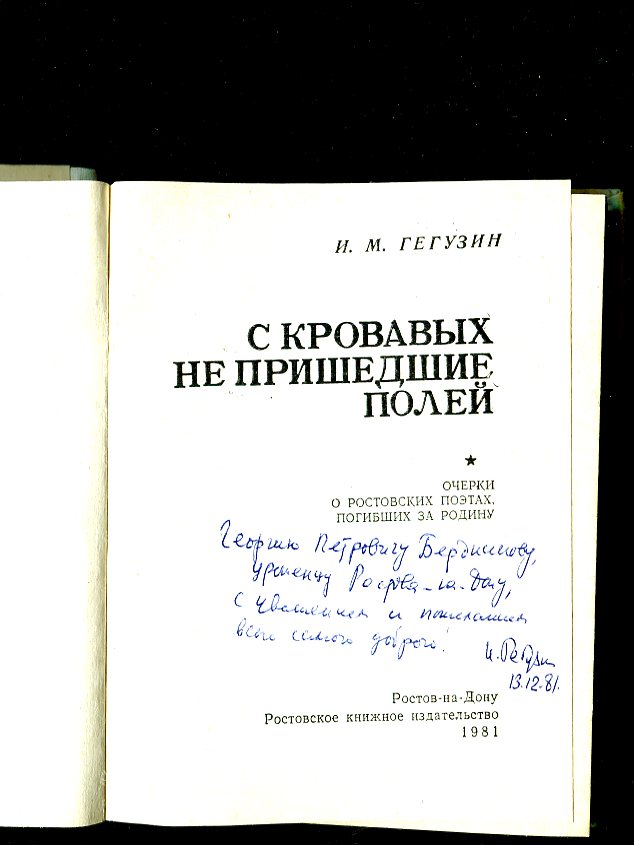 И. М. ГЕГУЗИН
С КРОВАВЫХ
НЕ ПРИШЕДШИЕ
ПОЛЕЙ
★
ОЧЕРКИ
О РОСТОВСКИХ ПОЭТАХ,
ПОГИБШИХ ЗА РОДИНУ
Георгию Петровичу Бердникову,
уроженцу Ростова-на-Дону,
с уважением и пожеланием
всего самого доброго!
И. Гегузин
13.12.81.
Ростов-на-Дону
Ростовское книжное издательство
1981